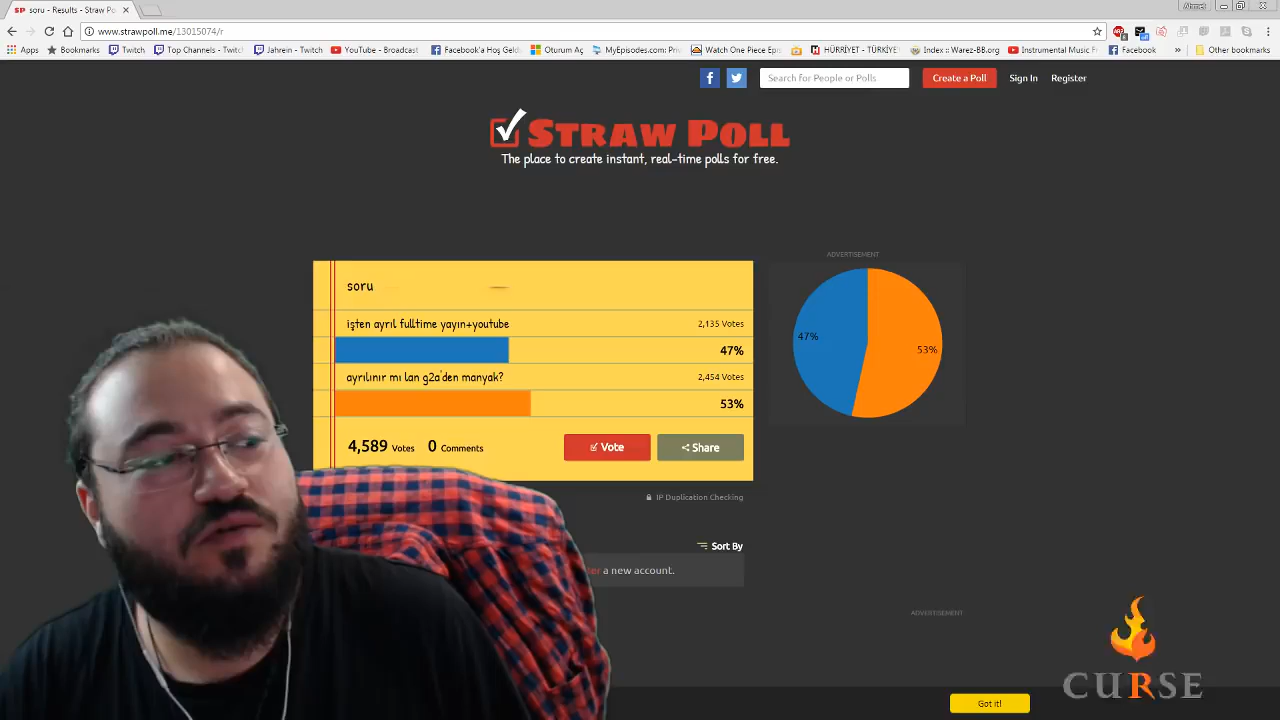 soru - Results - Straw Po
Ahmet
www.strawpoll.me/13015074/r
Apps Bookmarks Twitch Top Channels - Twitch Jahrein - Twitch YouTube - Broadcast Facebook'a Hoş Geld Oturum Aç MyEpisodes.com: Priv Watch One Piece Epi HÜRRİYET - TÜRKİYE' Index :: Warez-BB.org Instrumental Music F Facebook » Other bookmarks
Search for People or Polls
Create a Poll
Sign In
Register
STRAW POLL
The place to create instant, real-time polls for free.
ADVERTISEMENT
soru
işten ayrıl fulltime yayın+youtube 2,135 Votes
47%
ayrılınır mı lan g2a'den manyak? 2,454 Votes
53%
47%
53%
4,589 Votes 0 Comments
Vote
Share
IP Duplication Checking
Sort By
ter a new account.
ADVERTISEMENT
CURSE
Got it!